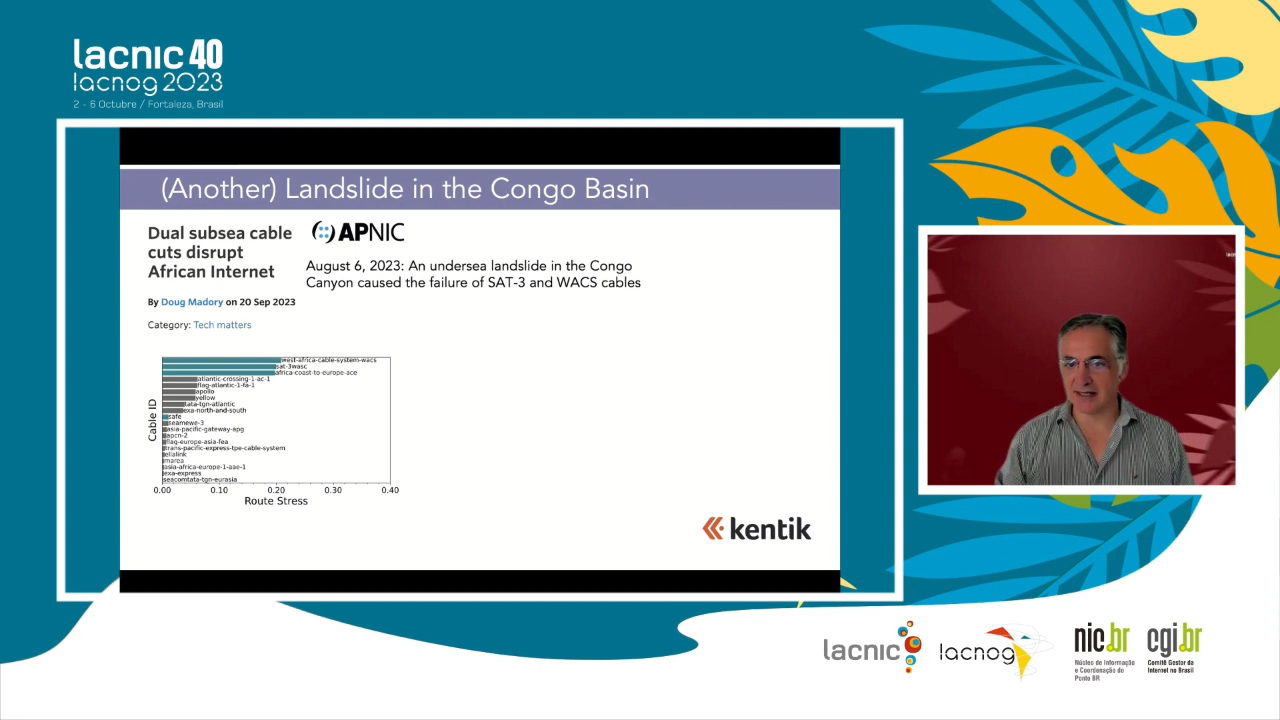 lacnic 40
lacnog 2023
2 - 6 Octubre / Fortaleza, Brasil
(Another) Landslide in the Congo Basin
Dual subsea cable
cuts disrupt
African Internet
By Doug Madory on 20 Sep 2023
Category: Tech matters
APNIC
August 6, 2023: An undersea landslide in the Congo
Canyon caused the failure of SAT-3 and WACS cables
west-africa-cable-system-wacs
sat-3wasc
africa-coast-to-europe-ace
atlantic-crossing-1-ac-1
flag-atlantic-1-fa-1
apollo
yellow
tata-tgn-atlantic
exa-north-and-south
safe
seamewe-3
asia-pacific-gateway-apg
apcn-2
flag-europe-asia-fea
trans-pacific-express-tpe-cable-system
ellalink
marea
asia-africa-europe-1-aae-1
exa-express
seacomtata-tgn-eurasia
Cable ID
0.00 0.10 0.20 0.30 0.40
Route Stress
kentik
lacnic
lacnog
nic.br
Núcleo de Informação
e Coordenação do
Ponto BR
cgi.br
Comitê Gestor da
Internet no Brasil